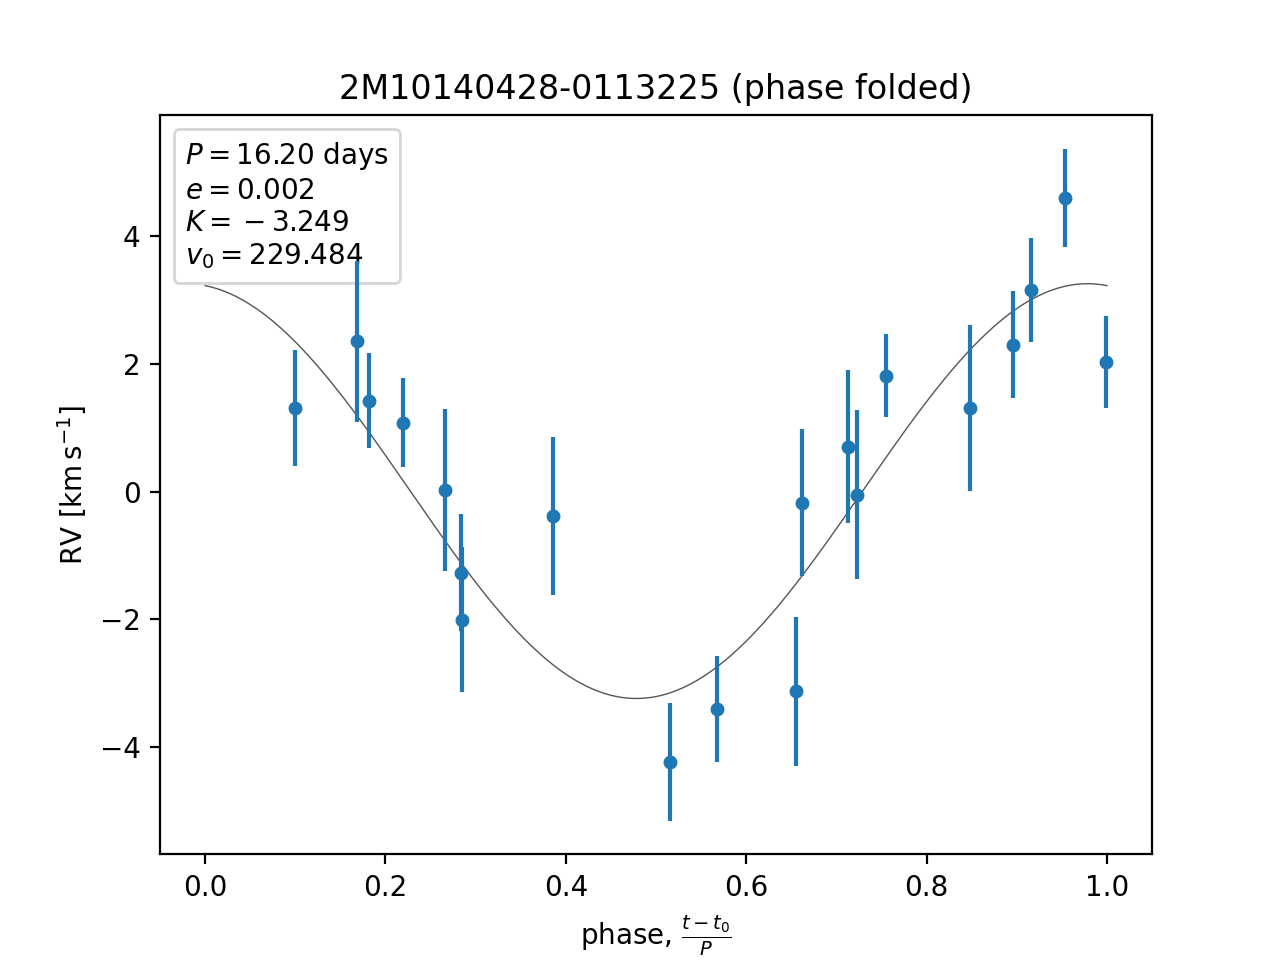 2M10140428-0113225 (phase folded)
P = 16.20 days
e = 0.002
K = −3.249
v₀ = 229.484
RV [km s⁻¹]
4
2
0
−2
−4
0.0 0.2 0.4 0.6 0.8 1.0
phase, (t − t₀)/P